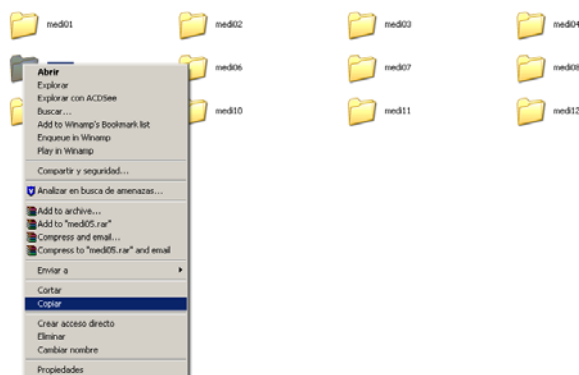 medi01
medi02
medi03
medi04
medi06
medi07
medi08
medi10
medi11
medi12
Abrir
Explorar
Explorar con ACDSee
Buscar...
Add to Winamp's Bookmark list
Enqueue in Winamp
Play in Winamp
Compartir y seguridad...
Analizar en busca de amenazas...
Add to archive...
Add to "medi05.rar"
Compress and email...
Compress to "medi05.rar" and email
Enviar a
Cortar
Copiar
Crear acceso directo
Eliminar
Cambiar nombre
Propiedades